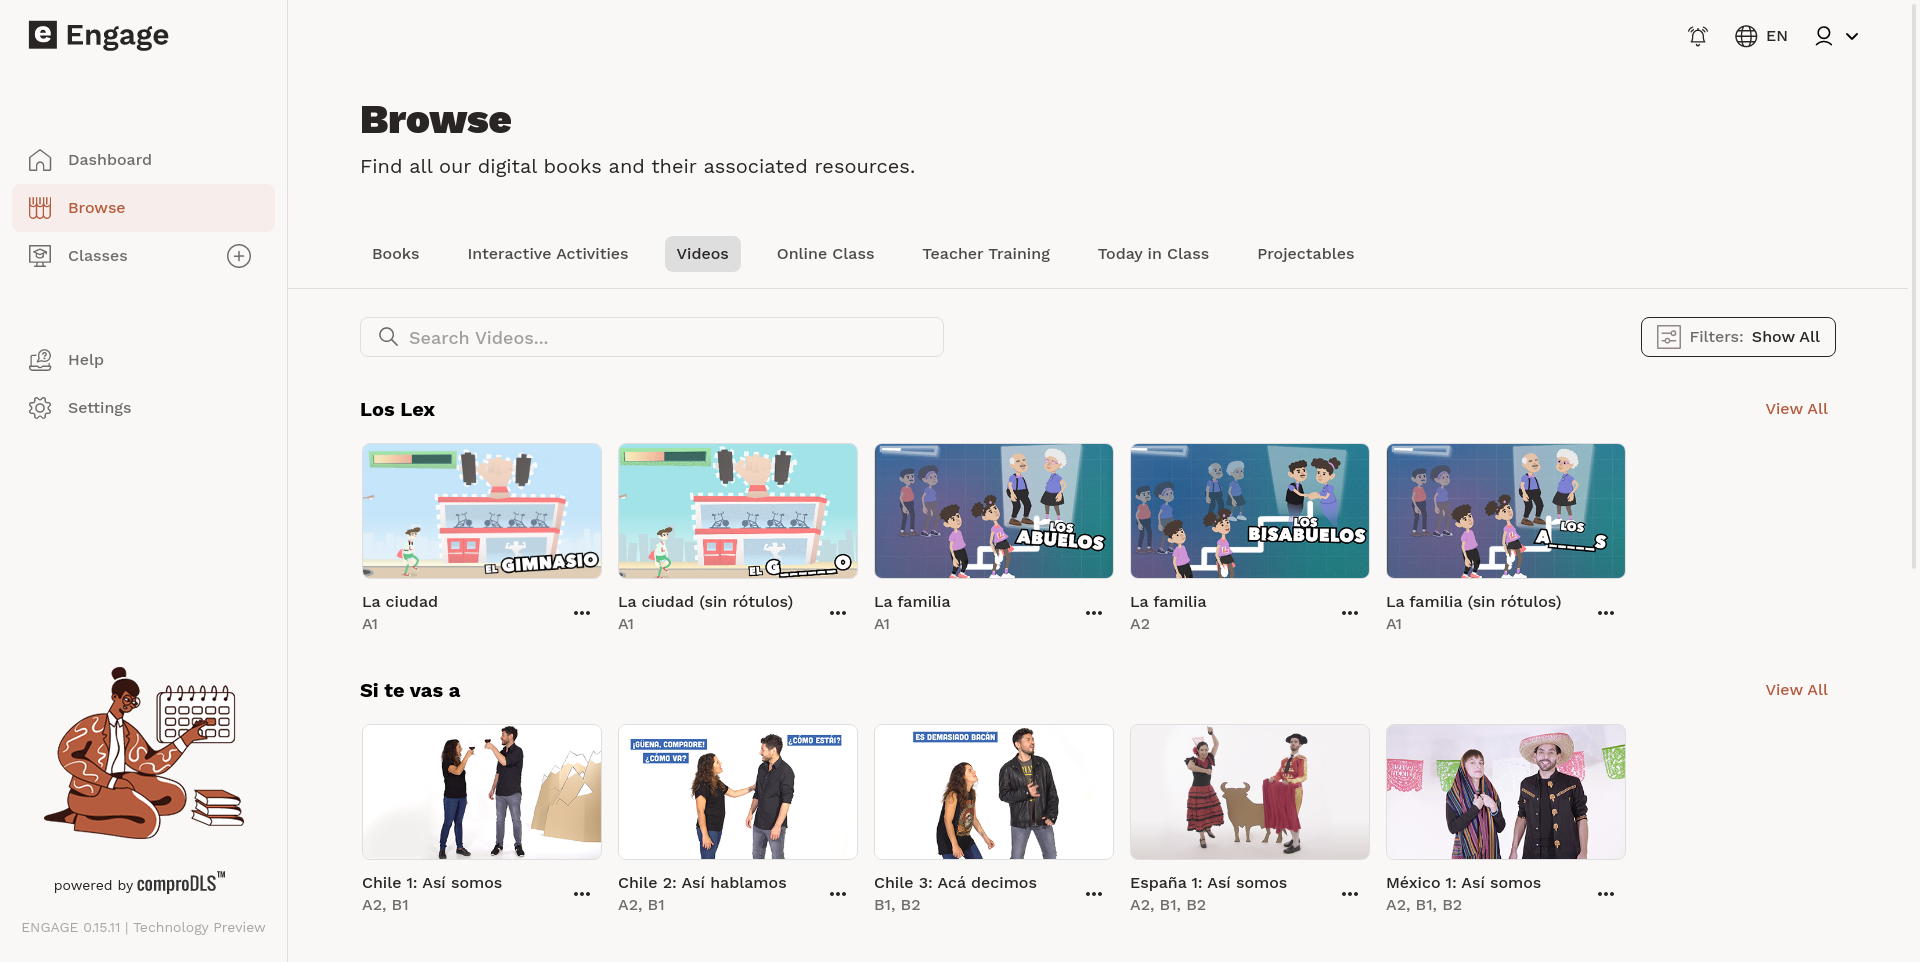 e Engage
EN
Dashboard
Browse
Classes
Help
Settings
powered by comproDLS™
ENGAGE 0.15.11 | Technology Preview
Browse
Find all our digital books and their associated resources.
Books
Interactive Activities
Videos
Online Class
Teacher Training
Today in Class
Projectables
Search Videos...
Filters: Show All
Los Lex
View All
EL GIMNASIO
EL G_____O
LOS
ABUELOS
LOS
BISABUELOS
LOS
A_____S
La ciudad
A1
La ciudad (sin rótulos)
A1
La familia
A1
La familia
A2
La familia (sin rótulos)
A1
Si te vas a
View All
¡GÜENA, COMPADRE!
¿CÓMO VA?
¿CÓMO ESTÁI?
ES DEMASIADO BACÁN
Chile 1: Así somos
A2, B1
Chile 2: Así hablamos
A2, B1
Chile 3: Acá decimos
B1, B2
España 1: Así somos
A2, B1, B2
México 1: Así somos
A2, B1, B2